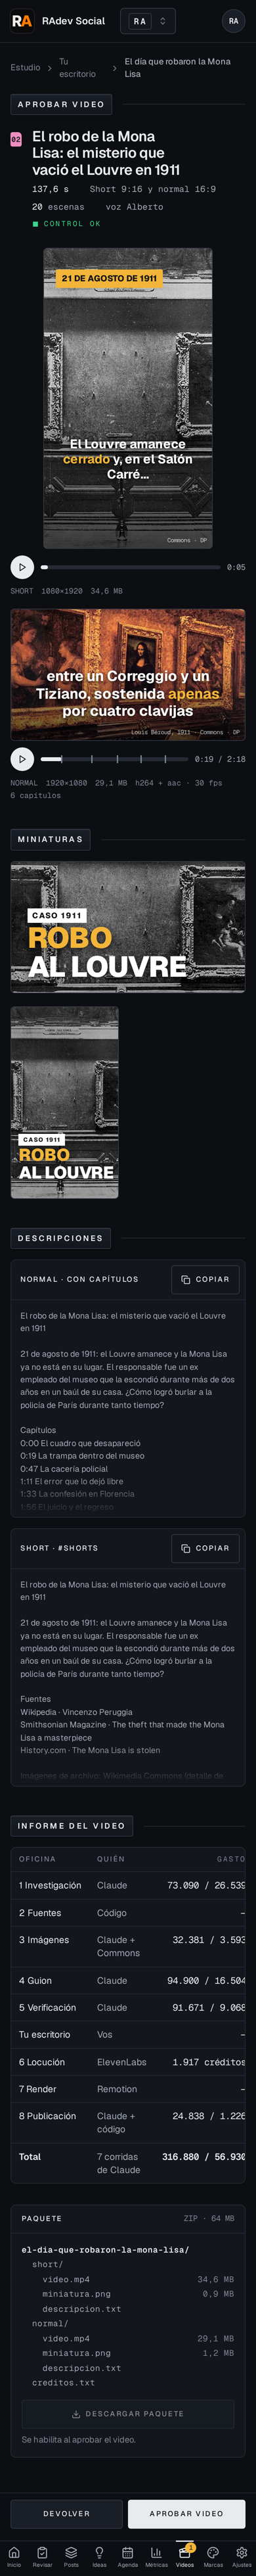 RA RAdev Social RA RA
Estudio > Tu escritorio > El día que robaron la Mona Lisa
APROBAR VIDEO
02 El robo de la Mona
Lisa: el misterio que
vació el Louvre en 1911
137,6 s Short 9:16 y normal 16:9
20 escenas voz Alberto
CONTROL OK
21 DE AGOSTO DE 1911
El Louvre amanece
cerrado y, en el Salón
Carré...
Commons · DP
0:05
SHORT 1080×1920 34,6 MB
entre un Correggio y un
Tiziano, sostenida apenas
por cuatro clavijas
Louis Béroud, 1911 · Commons · DP
0:19 / 2:18
NORMAL 1920×1080 29,1 MB h264 + aac · 30 fps
6 capítulos
MINIATURAS
CASO 1911
ROBO
AL LOUVRE
CASO 1911
ROBO
AL LOUVRE
DESCRIPCIONES
NORMAL · CON CAPÍTULOS COPIAR
El robo de la Mona Lisa: el misterio que vació el Louvre
en 1911
21 de agosto de 1911: el Louvre amanece y la Mona Lisa
ya no está en su lugar. El responsable fue un ex
empleado del museo que la escondió durante más de dos
años en un baúl de su casa. ¿Cómo logró burlar a la
policía de París durante tanto tiempo?
Capítulos
0:00 El cuadro que desapareció
0:19 La trampa dentro del museo
0:47 La cacería policial
1:11 El error que lo dejó libre
1:33 La confesión en Florencia
1:56 El juicio y el regreso
SHORT · #SHORTS COPIAR
El robo de la Mona Lisa: el misterio que vació el Louvre
en 1911
21 de agosto de 1911: el Louvre amanece y la Mona Lisa
ya no está en su lugar. El responsable fue un ex
empleado del museo que la escondió durante más de dos
años en un baúl de su casa. ¿Cómo logró burlar a la
policía de París durante tanto tiempo?
Fuentes
Wikipedia · Vincenzo Peruggia
Smithsonian Magazine · The theft that made the Mona
Lisa a masterpiece
History.com · The Mona Lisa is stolen
Imágenes de archivo: Wikimedia Commons (detalle de
INFORME DEL VIDEO
OFICINA QUIÉN GASTO
1 Investigación Claude 73.090 / 26.539
2 Fuentes Código —
3 Imágenes Claude + Commons 32.381 / 3.593
4 Guion Claude 94.900 / 16.504
5 Verificación Claude 91.671 / 9.068
Tu escritorio Vos —
6 Locución ElevenLabs 1.917 créditos
7 Render Remotion —
8 Publicación Claude + código 24.838 / 1.226
Total 7 corridas de Claude 316.880 / 56.930
PAQUETE ZIP · 64 MB
el-dia-que-robaron-la-mona-lisa/
short/
video.mp4 34,6 MB
miniatura.png 0,9 MB
descripcion.txt
normal/
video.mp4 29,1 MB
miniatura.png 1,2 MB
descripcion.txt
creditos.txt
DESCARGAR PAQUETE
Se habilita al aprobar el video.
DEVOLVER APROBAR VIDEO
1
Inicio Revisar Posts Ideas Agenda Métricas Videos Marcas Ajustes